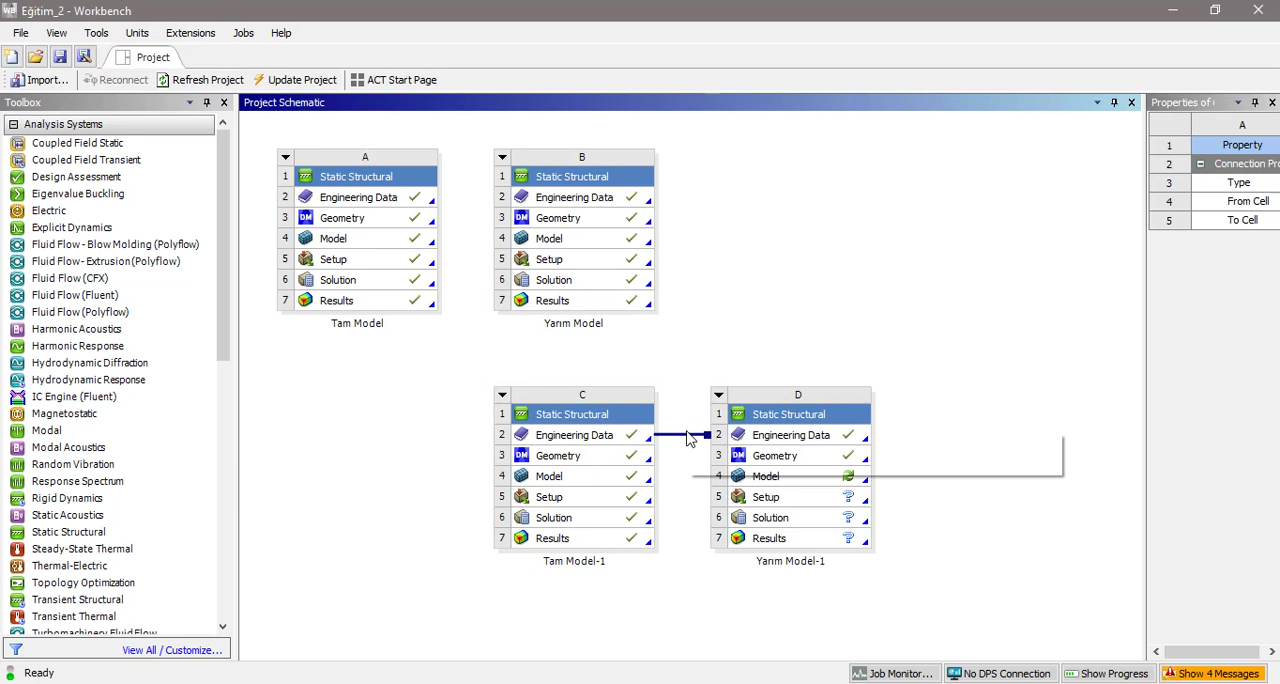 Eğitim_2 - Workbench
File View Tools Units Extensions Jobs Help
Project
Import... Reconnect Refresh Project Update Project ACT Start Page
Toolbox
Analysis Systems
Coupled Field Static
Coupled Field Transient
Design Assessment
Eigenvalue Buckling
Electric
Explicit Dynamics
Fluid Flow - Blow Molding (Polyflow)
Fluid Flow- Extrusion(Polyflow)
Fluid Flow (CFX)
Fluid Flow (Fluent)
Fluid Flow (Polyflow)
Harmonic Acoustics
Harmonic Response
Hydrodynamic Diffraction
Hydrodynamic Response
IC Engine (Fluent)
Magnetostatic
Modal
Modal Acoustics
Random Vibration
Response Spectrum
Rigid Dynamics
Static Acoustics
Static Structural
Steady-State Thermal
Thermal-Electric
Topology Optimization
Transient Structural
Transient Thermal
Turbomachinery Fluid Flow
View All / Customize...
Project Schematic
A
1 Static Structural
2 Engineering Data
3 DM Geometry
4 Model
5 Setup
6 Solution
7 Results
Tam Model
B
1 Static Structural
2 Engineering Data
3 DM Geometry
4 Model
5 Setup
6 Solution
7 Results
Yarım Model
C
1 Static Structural
2 Engineering Data
3 DM Geometry
4 Model
5 Setup
6 Solution
7 Results
Tam Model-1
D
1 Static Structural
2 Engineering Data
3 DM Geometry
4 Model
5 Setup
6 Solution
7 Results
Yarım Model-1
Properties of
A
1 Property
2 Connection Pro
3 Type
4 From Cell
5 To Cell
Ready
Job Monitor... No DPS Connection Show Progress Show 4 Messages